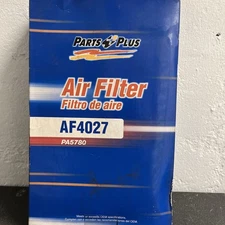 PARTS PLUS
Air Filter
Filtro de aire
AF4027
PA5780